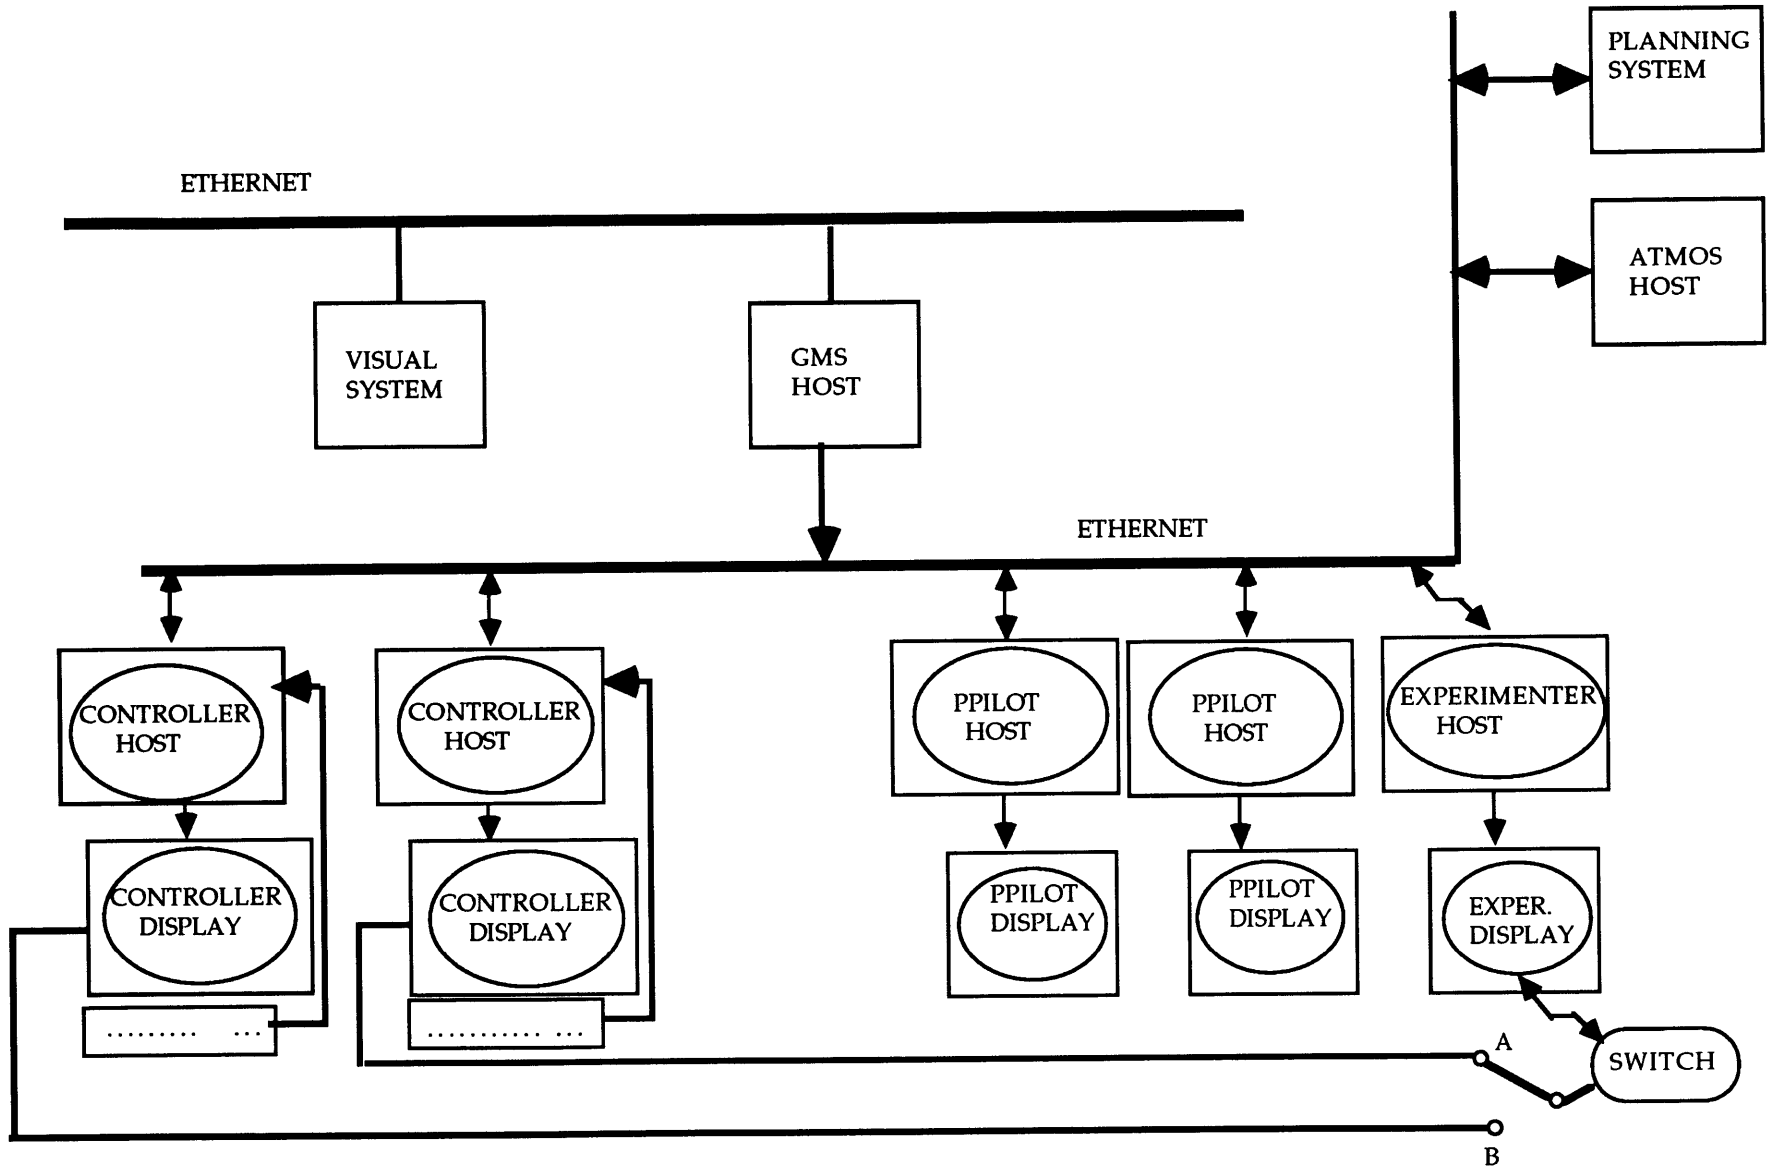 PLANNING
SYSTEM
ETHERNET
ATMOS
HOST
VISUAL
SYSTEM
GMS
HOST
ETHERNET
CONTROLLER
HOST
CONTROLLER
HOST
PPILOT
HOST
PPILOT
HOST
EXPERIMENTER
HOST
CONTROLLER
DISPLAY
CONTROLLER
DISPLAY
PPILOT
DISPLAY
PPILOT
DISPLAY
EXPER.
DISPLAY
......... ...
........... ...
A
SWITCH
B